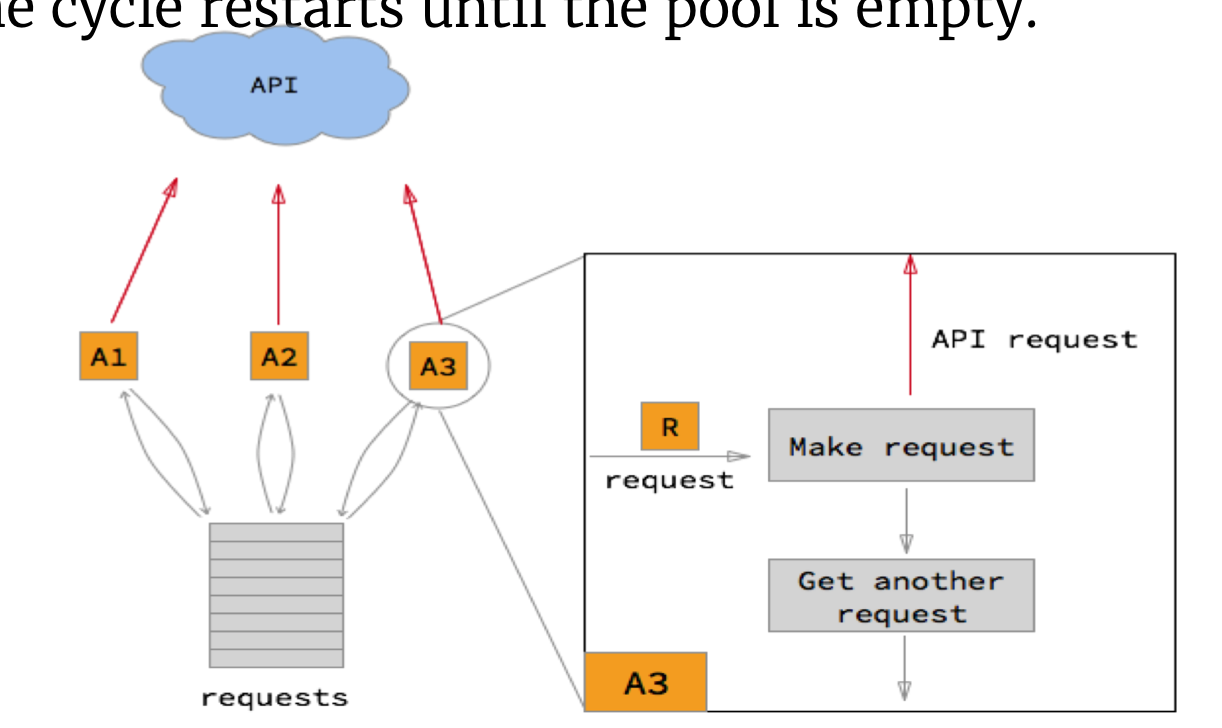 he cycle restarts until the pool is empty.
API
A1
A2
A3
requests
API request
R
request
Make request
Get another
request
A3